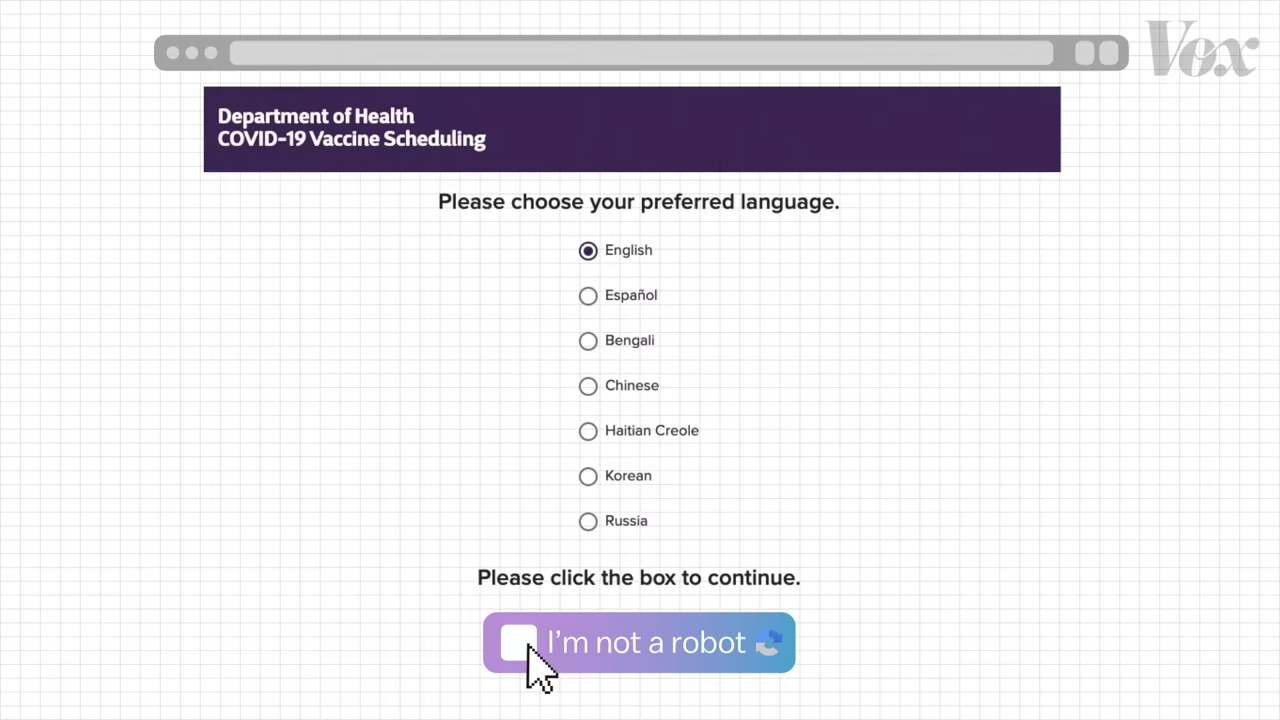 Vox
Department of Health
COVID-19 Vaccine Scheduling
Please choose your preferred language.
English
Español
Bengali
Chinese
Haitian Creole
Korean
Russia
Please click the box to continue.
I'm not a robot